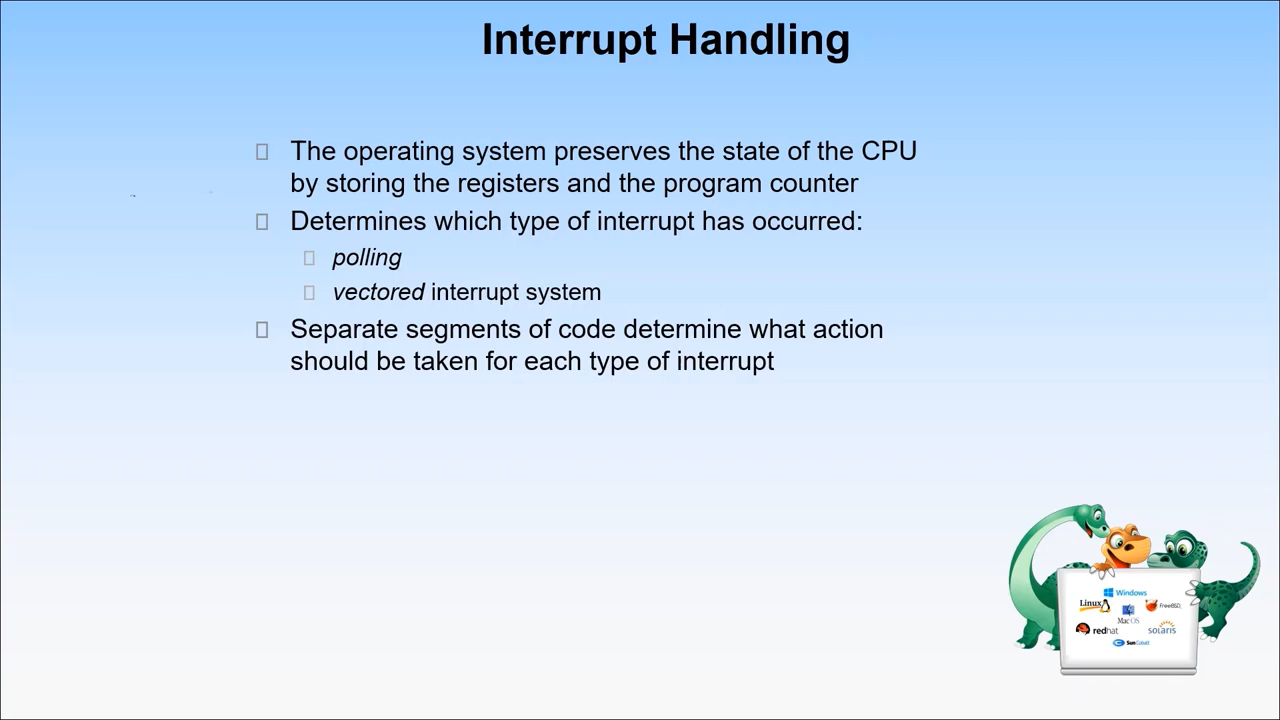 Interrupt Handling
The operating system preserves the state of the CPU
by storing the registers and the program counter
Determines which type of interrupt has occurred:
polling
vectored interrupt system
Separate segments of code determine what action
should be taken for each type of interrupt
Windows
Linux
FreeBSD
Mac OS
redhat
solaris
Sun Cobalt